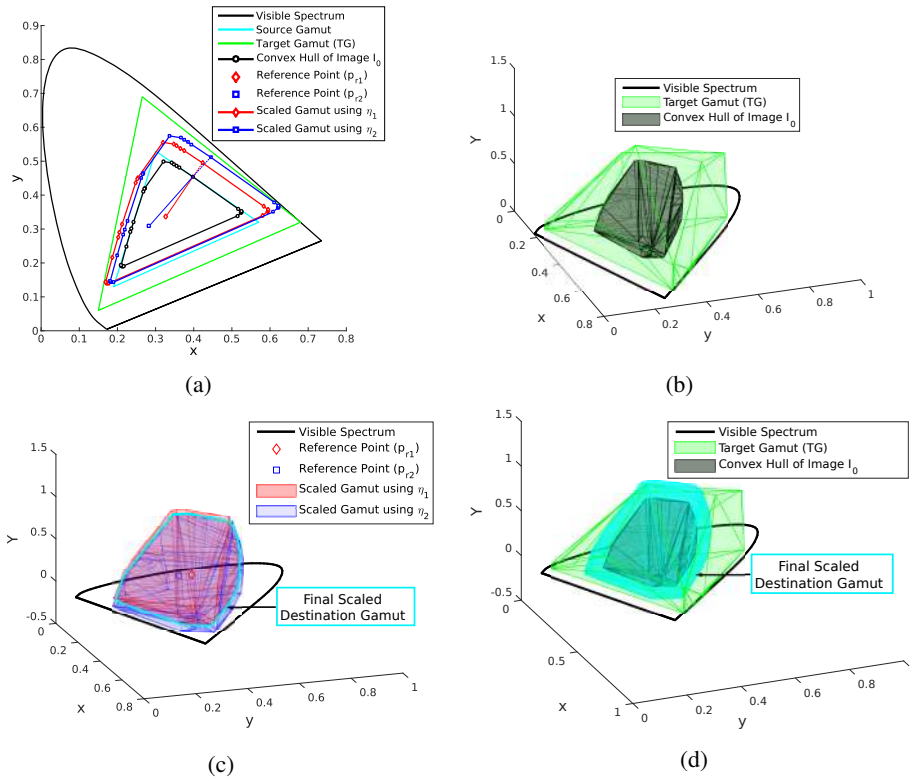 Visible Spectrum
Source Gamut
Target Gamut (TG)
Convex Hull of Image I₀
Reference Point (pᵣ₁)
Reference Point (pᵣ₂)
Scaled Gamut using η₁
Scaled Gamut using η₂
0.9
0.8
0.7
0.6
0.5
0.4
0.3
0.2
0.1
0
y
0 0.1 0.2 0.3 0.4 0.5 0.6 0.7 0.8
x
(a)
Visible Spectrum
Target Gamut (TG)
Convex Hull of Image I₀
1.5
1
0.5
0
Y
0.2
0.4
0.6
0.8
x
0 0.2 0.4 0.6 0.8 1
y
(b)
Visible Spectrum
Reference Point (pᵣ₁)
Reference Point (pᵣ₂)
Scaled Gamut using η₁
Scaled Gamut using η₂
1.5
1
0.5
0
-0.5
Y
Final Scaled
Destination Gamut
0
0.2
0.4
0.6
0.8
x
0 0.2 0.4 0.6 0.8 1
y
(c)
Visible Spectrum
Target Gamut (TG)
Convex Hull of Image I₀
1.5
1
0.5
0
-0.5
Y
Final Scaled
Destination Gamut
0
0.5
1
x
0 0.2 0.4 0.6 0.8
y
(d)